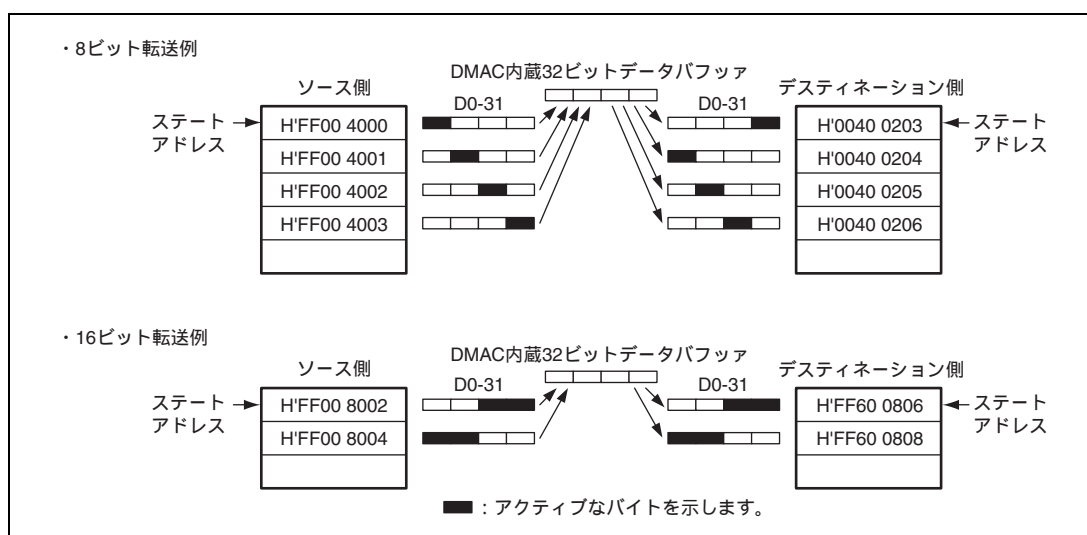 ・8ビット転送例
ソース側
DMAC内蔵32ビットデータバフッァ
デスティネーション側
D0-31
D0-31
ステート
アドレス
H'FF00 4000
H'FF00 4001
H'FF00 4002
H'FF00 4003
H'0040 0203
H'0040 0204
H'0040 0205
H'0040 0206
ステート
アドレス
・16ビット転送例
ソース側
DMAC内蔵32ビットデータバフッァ
デスティネーション側
D0-31
D0-31
ステート
アドレス
H'FF00 8002
H'FF00 8004
H'FF60 0806
H'FF60 0808
ステート
アドレス
：アクティブなバイトを示します。